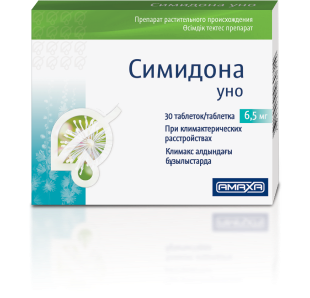 Препарат растительного происхождения
Өсімдік тектес препарат
Симидона
уно
30 таблеток/таблетка 6,5 мг
При климактерических
расстройствах
Климакс алдындағы
бұзылыстарда
AMAXA